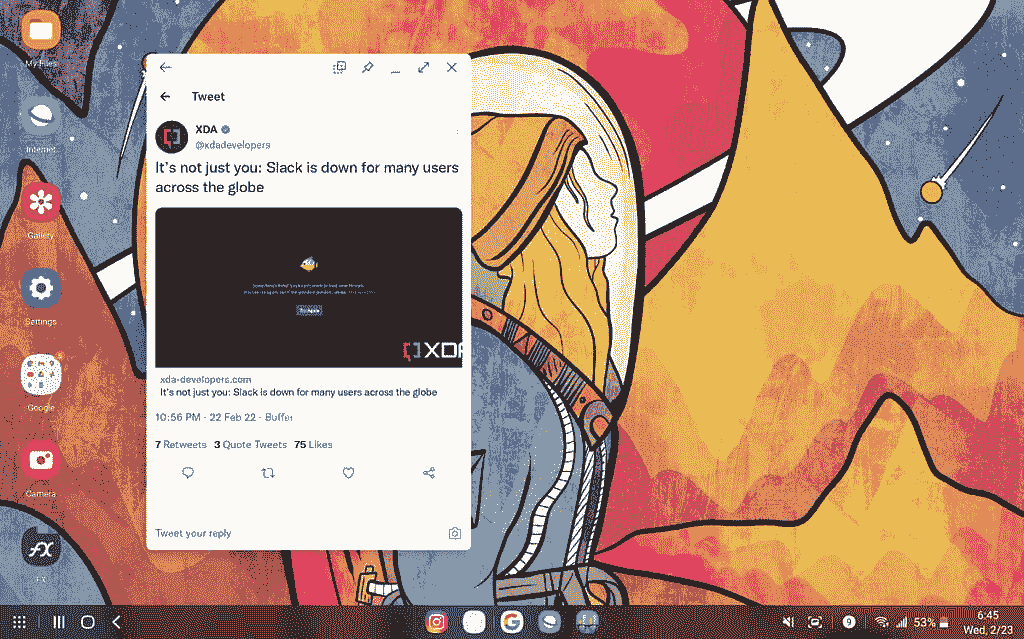 My Files
Internet
Gallery
Settings
Google
Camera
FX
Tweet
XDA
@xdadevelopers
It's not just you: Slack is down for many users
across the globe
XDA
xda-developers.com
It's not just you: Slack is down for many users across the globe
10:56 PM · 22 Feb 22 · Buffer
7 Retweets 3 Quote Tweets 75 Likes
Tweet your reply
9
53%
6:45
Wed, 2/23